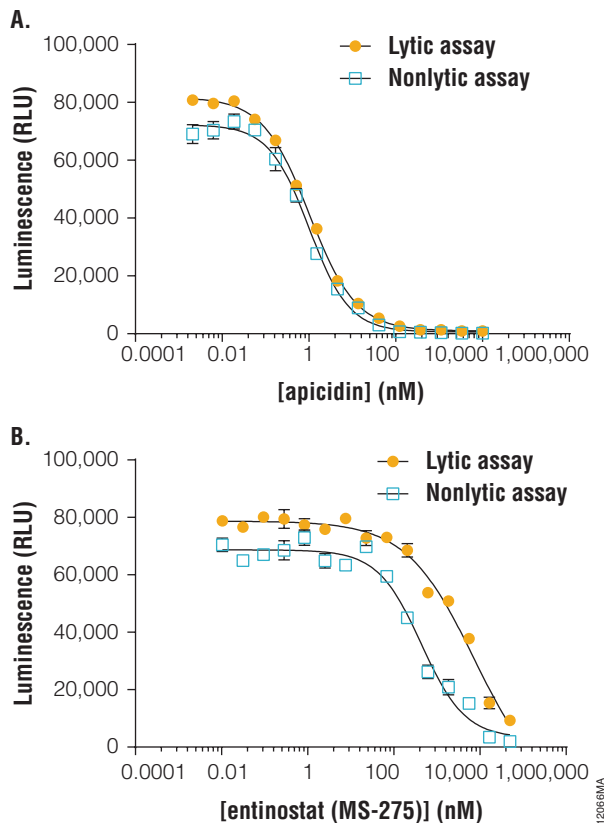 A.
100,000
80,000
60,000
40,000
20,000
0
Luminescence (RLU)
Lytic assay
Nonlytic assay
0.0001 0.01 1 100 10,000 1,000,000
[apicidin] (nM)
B.
100,000
80,000
60,000
40,000
20,000
0
Luminescence (RLU)
Lytic assay
Nonlytic assay
0.0001 0.01 1 100 10,000 1,000,000
[entinostat (MS-275)] (nM)
12066MA